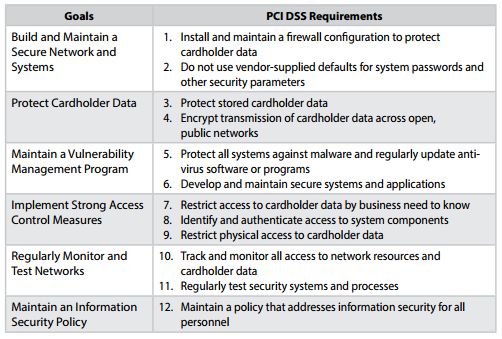 Goals
PCI DSS Requirements
Build and Maintain a
Secure Network and
Systems
1. Install and maintain a firewall configuration to protect
cardholder data
2. Do not use vendor-supplied defaults for system passwords and
other security parameters
Protect Cardholder Data
3. Protect stored cardholder data
4. Encrypt transmission of cardholder data across open,
public networks
Maintain a Vulnerability
Management Program
5. Protect all systems against malware and regularly update anti-
virus software or programs
6. Develop and maintain secure systems and applications
Implement Strong Access
Control Measures
7. Restrict access to cardholder data by business need to know
8. Identify and authenticate access to system components
9. Restrict physical access to cardholder data
Regularly Monitor and
Test Networks
10. Track and monitor all access to network resources and
cardholder data
11. Regularly test security systems and processes
Maintain an Information
Security Policy
12. Maintain a policy that addresses information security for all
personnel